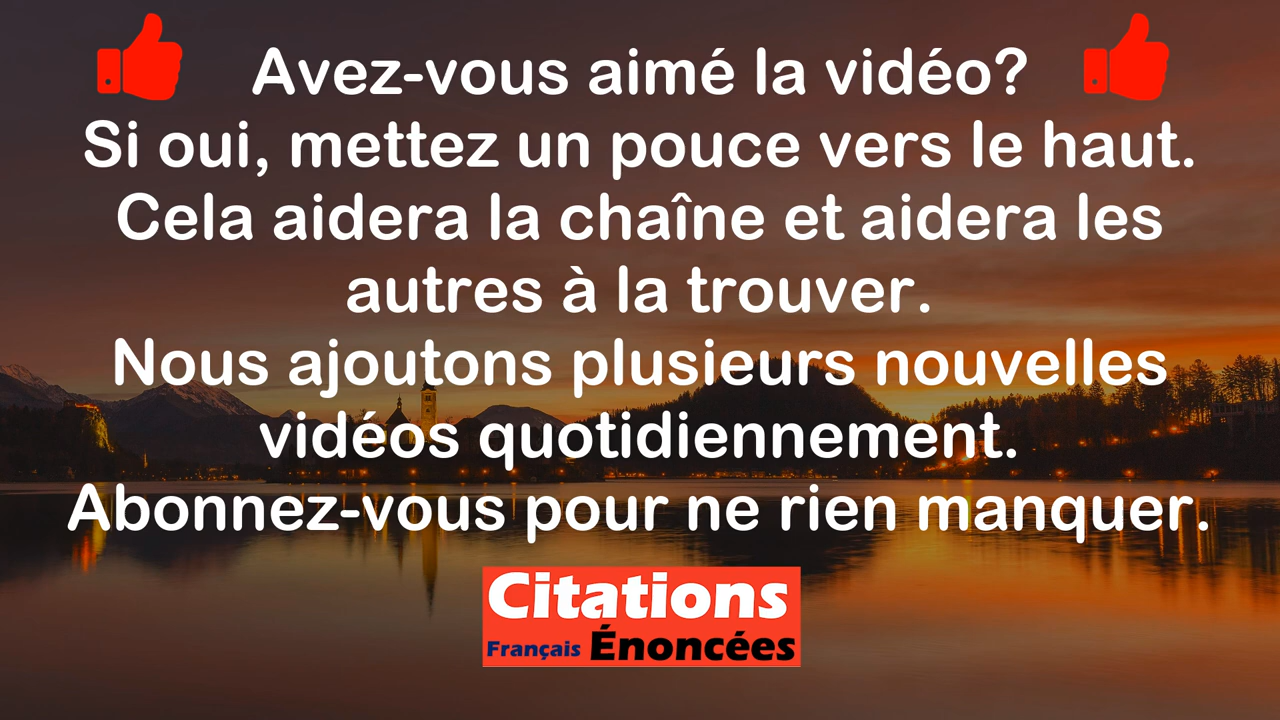 Avez-vous aimé la vidéo?
Si oui, mettez un pouce vers le haut.
Cela aidera la chaîne et aidera les
autres à la trouver.
Nous ajoutons plusieurs nouvelles
vidéos quotidiennement.
Abonnez-vous pour ne rien manquer.
Citations
Français Énoncées